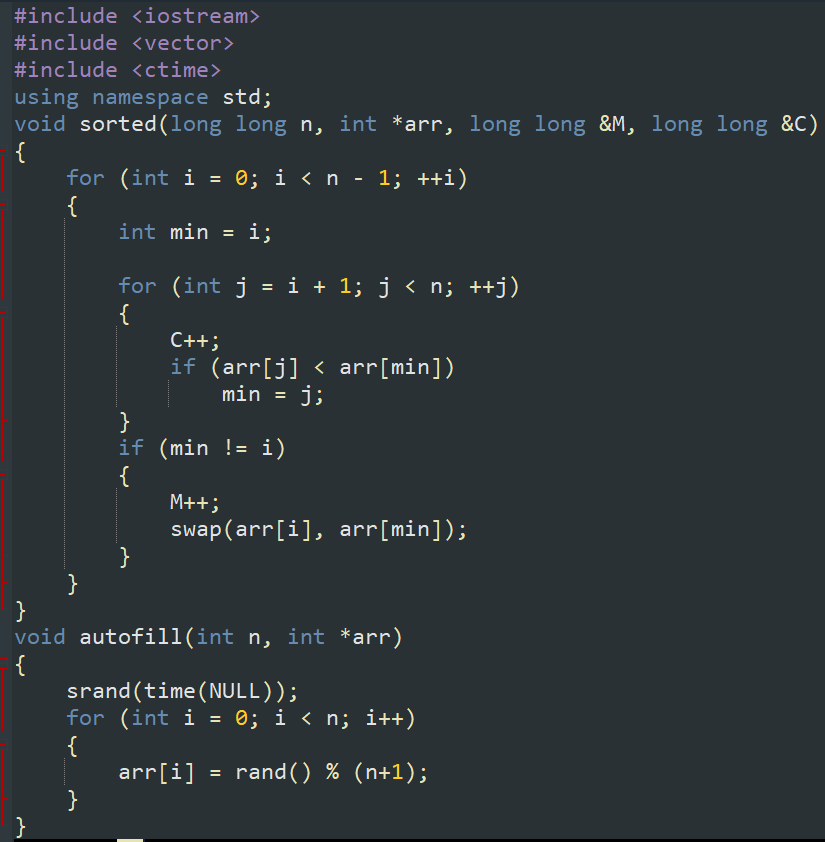 #include <iostream>
#include <vector>
#include <ctime>
using namespace std;
void sorted(long long n, int *arr, long long &M, long long &C)
{
    for (int i = 0; i < n - 1; ++i)
    {
        int min = i;

        for (int j = i + 1; j < n; ++j)
        {
            C++;
            if (arr[j] < arr[min])
                min = j;
        }
        if (min != i)
        {
            M++;
            swap(arr[i], arr[min]);
        }
    }
}
void autofill(int n, int *arr)
{
    srand(time(NULL));
    for (int i = 0; i < n; i++)
    {
        arr[i] = rand() % (n+1);
    }
}